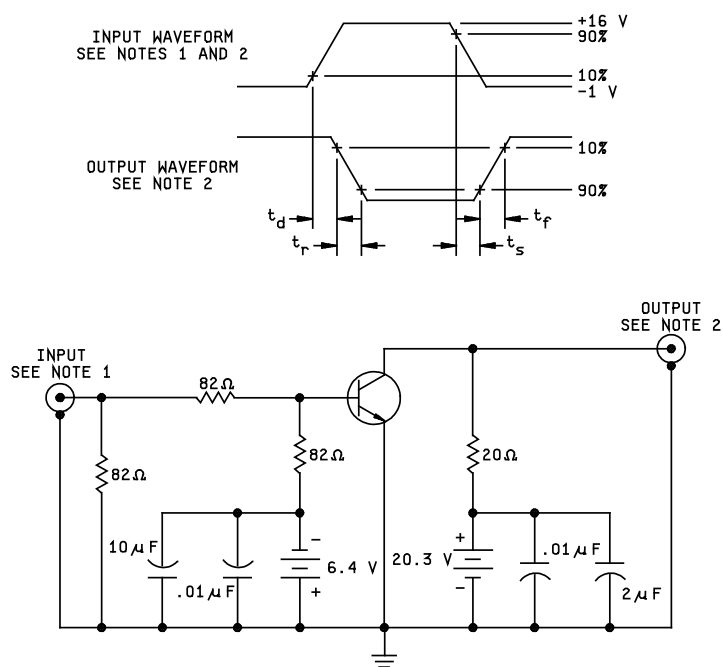 INPUT WAVEFORM
SEE NOTES 1 AND 2
+16 V
90%
10%
-1 V
OUTPUT WAVEFORM
SEE NOTE 2
10%
90%
td
tf
tr
ts
OUTPUT
SEE NOTE 2
INPUT
SEE NOTE 1
82Ω
82Ω
82Ω
20Ω
10μF
.01μF
-
6.4 V
+
20.3 V
+
-
.01μF
2μF